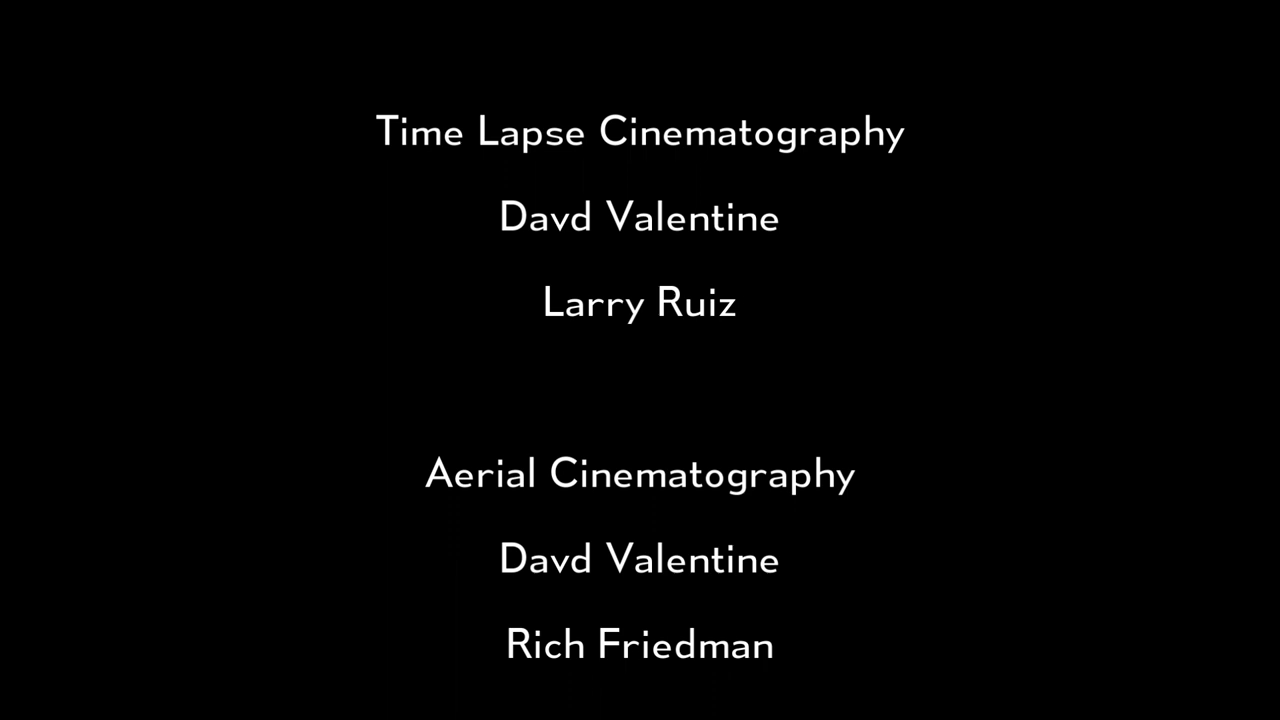 Time Lapse Cinematography
Davd Valentine
Larry Ruiz
Aerial Cinematography
Davd Valentine
Rich Friedman